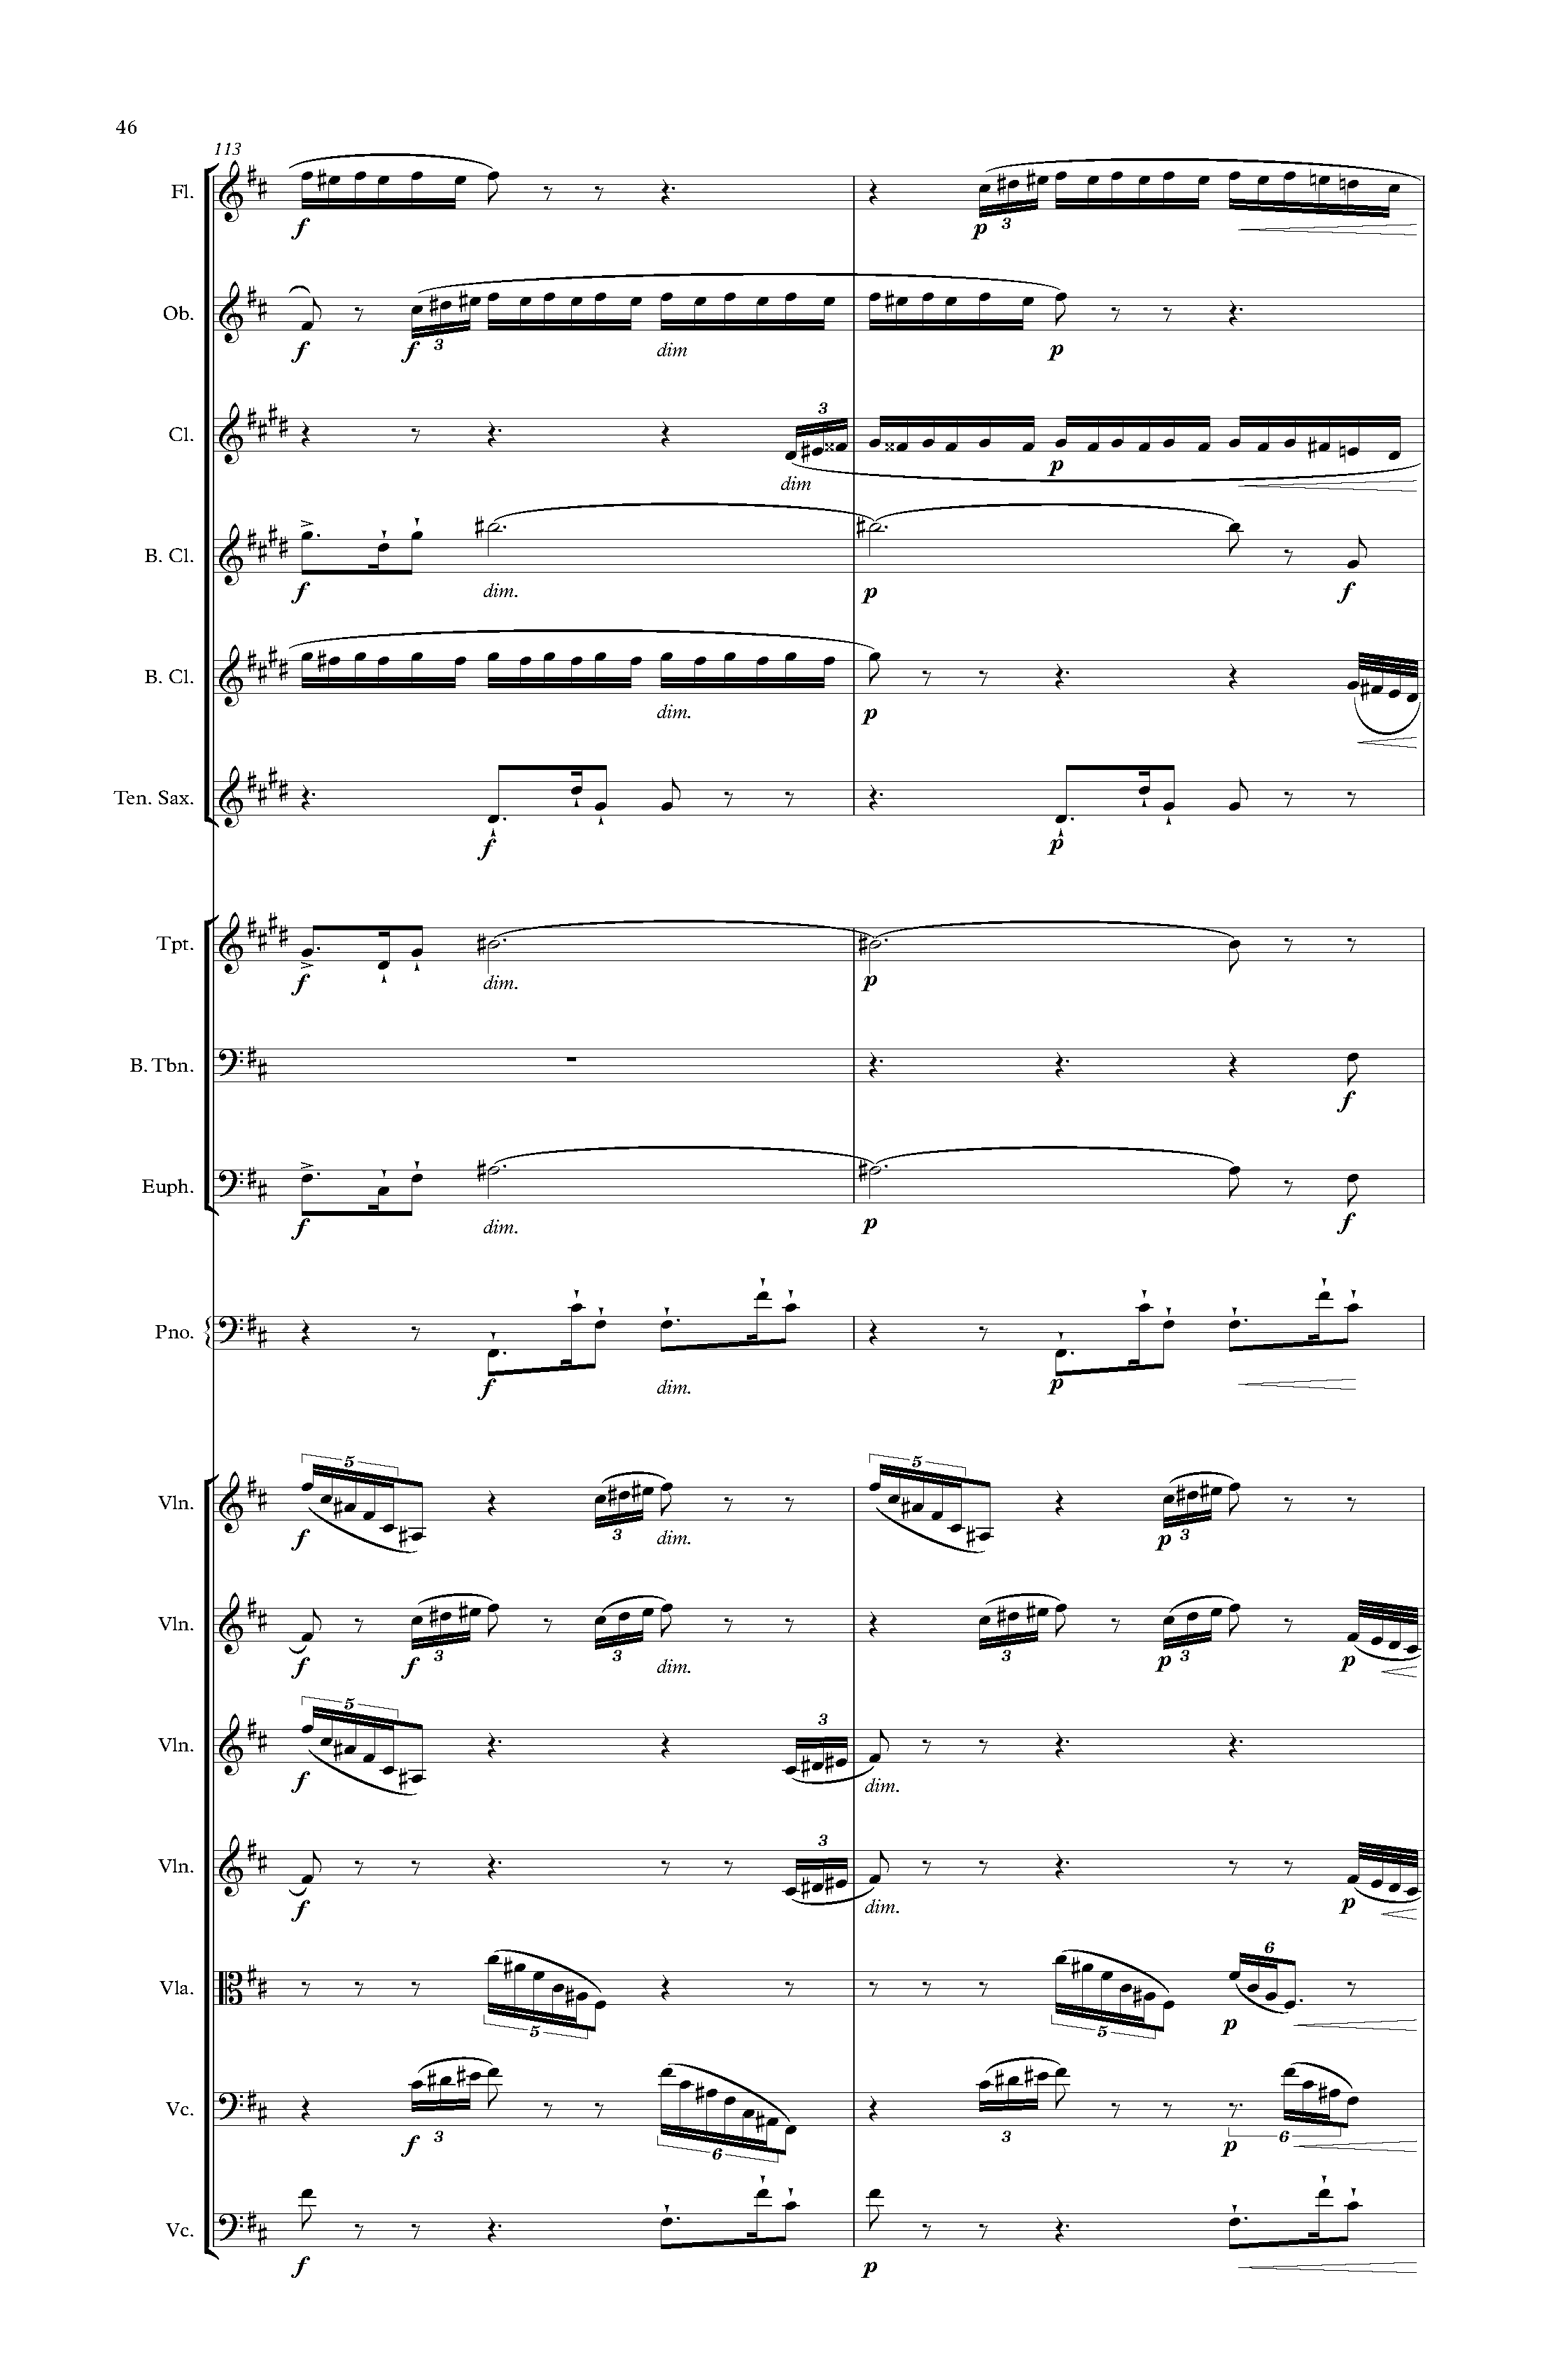 46
113
Fl.
f
p 3
Ob.
f f 3 dim p
Cl.
3
dim p
B. Cl.
f dim. p f
B. Cl.
dim. p
Ten. Sax.
f p
Tpt.
f dim. p
B. Tbn.
f
Euph.
f dim. p f
Pno.
f dim. p
5 5
Vln.
f 3 dim. p 3
Vln.
f f 3 3 dim. 3 p 3 p
5 3
Vln.
f dim.
3
Vln.
f dim.
6
Vla.
5 5 p
Vc.
f 3 6 3 p 6
Vc.
f p